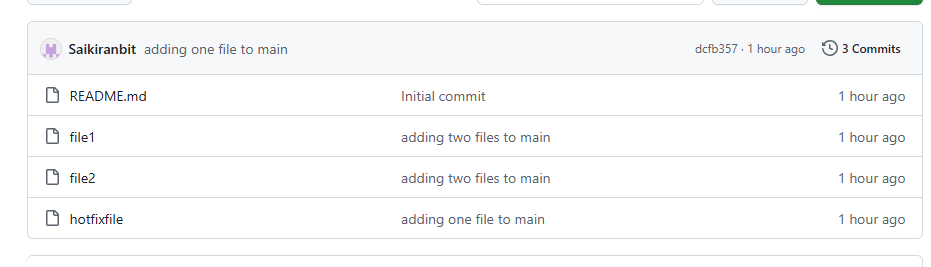 Saikiranbit adding one file to main dcfb357 · 1 hour ago 3 Commits
README.md Initial commit 1 hour ago
file1 adding two files to main 1 hour ago
file2 adding two files to main 1 hour ago
hotfixfile adding one file to main 1 hour ago